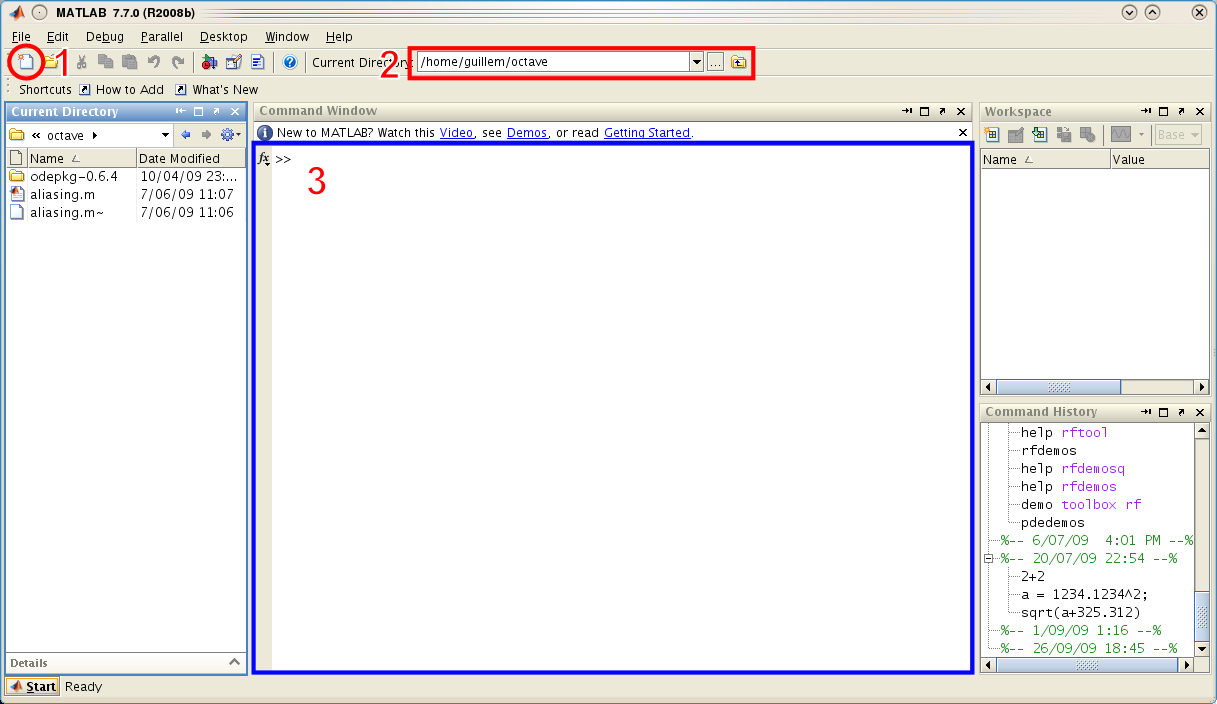 MATLAB 7.7.0 (R2008b)
File Edit Debug Parallel Desktop Window Help
1 2 Current Directory: /home/guillem/octave ...
Shortcuts How to Add What's New
Current Directory
« octave
Name Date Modified
odepkg-0.6.4 10/04/09 23:...
aliasing.m 7/06/09 11:07
aliasing.m~ 7/06/09 11:06
Details
Command Window
New to MATLAB? Watch this Video, see Demos, or read Getting Started.
fx >>
3
Workspace
Base
Name Value
Command History
help rftool
rfdemos
help rfdemosq
help rfdemos
demo toolbox rf
pdedemos
%-- 6/07/09 4:01 PM --%
%-- 20/07/09 22:54 --%
2+2
a = 1234.1234^2;
sqrt(a+325.312)
%-- 1/09/09 1:16 --%
%-- 26/09/09 18:45 --%
Start Ready